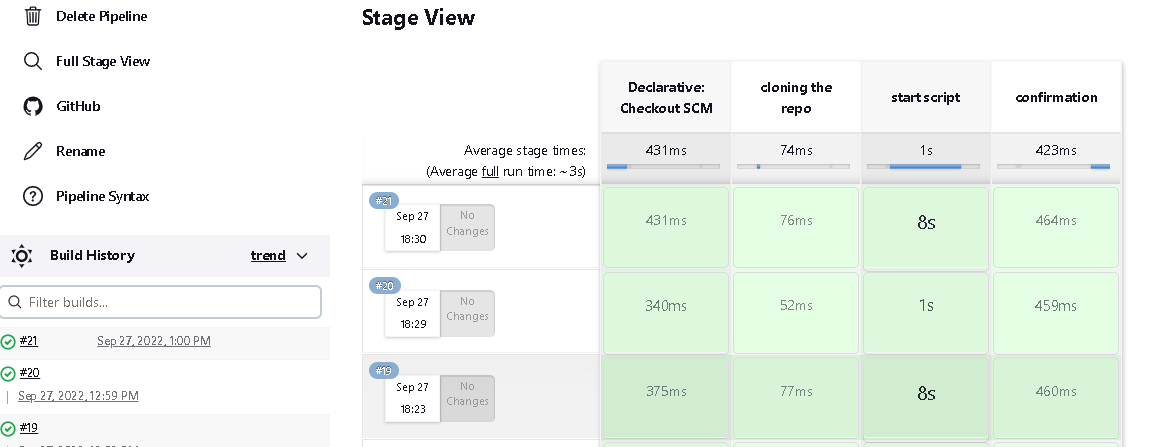 Delete Pipeline
Full Stage View
GitHub
Rename
Pipeline Syntax
Build History
trend
Filter builds...
#21 Sep 27, 2022, 1:00 PM
#20
Sep 27, 2022, 12:59 PM
#19
Stage View
Declarative:
Checkout SCM
cloning the
repo
start script
confirmation
Average stage times:
(Average full run time: ~3s)
431ms
74ms
1s
423ms
#21
Sep 27
18:30
No
Changes
431ms
76ms
8s
464ms
#20
Sep 27
18:29
No
Changes
340ms
52ms
1s
459ms
#19
Sep 27
18:23
No
Changes
375ms
77ms
8s
460ms